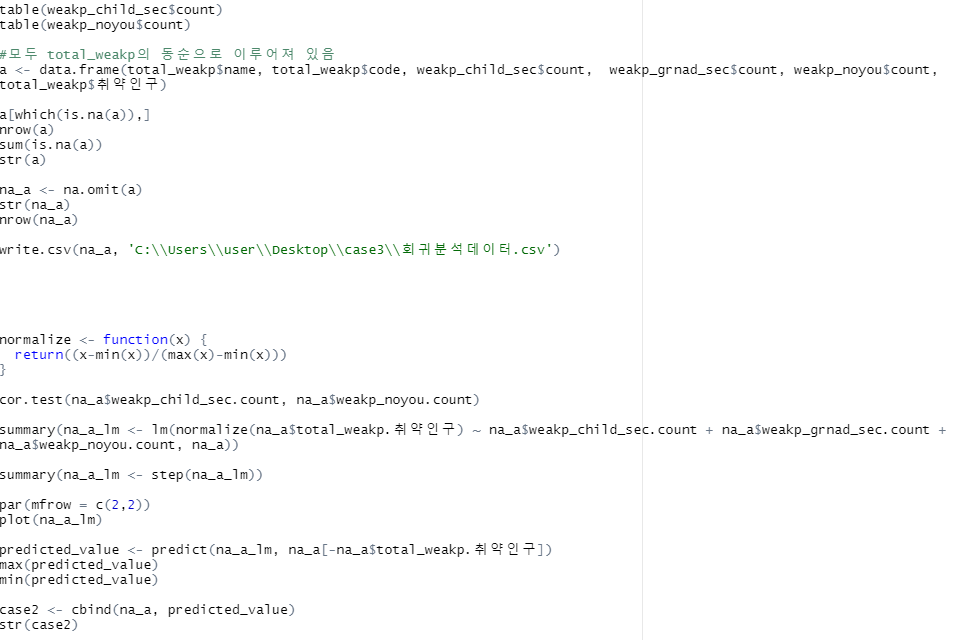 table(weakp_child_sec$count)
table(weakp_noyou$count)
#모두 total_weakp의 동순으로 이루어져 있음
a <- data.frame(total_weakp$name, total_weakp$code, weakp_child_sec$count,  weakp_grnad_sec$count, weakp_noyou$count,
total_weakp$취약인구)
a[which(is.na(a)),]
nrow(a)
sum(is.na(a))
str(a)
na_a <- na.omit(a)
str(na_a)
nrow(na_a)
write.csv(na_a, 'C:\\Users\\user\\Desktop\\case3\\회귀분석데이터.csv')
normalize <- function(x) {
  return((x-min(x))/(max(x)-min(x)))
}
cor.test(na_a$weakp_child_sec.count, na_a$weakp_noyou.count)
summary(na_a_lm <- lm(normalize(na_a$total_weakp.취약인구) ~ na_a$weakp_child_sec.count + na_a$weakp_grnad_sec.count +
na_a$weakp_noyou.count, na_a))
summary(na_a_lm <- step(na_a_lm))
par(mfrow = c(2,2))
plot(na_a_lm)
predicted_value <- predict(na_a_lm, na_a[-na_a$total_weakp.취약인구])
max(predicted_value)
min(predicted_value)
case2 <- cbind(na_a, predicted_value)
str(case2)